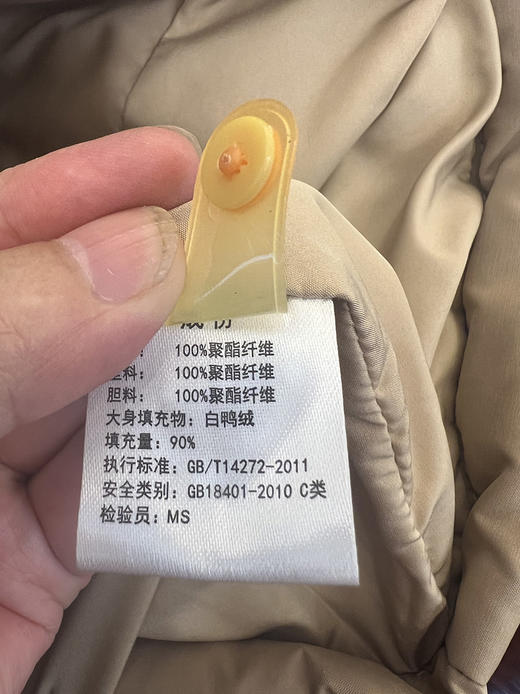 100%聚酯纤维
料: 100%聚酯纤维
胆料: 100%聚酯纤维
大身填充物: 白鸭绒
填充量: 90%
执行标准: GB/T14272-2011
安全类别: GB18401-2010 C类
检验员: MS